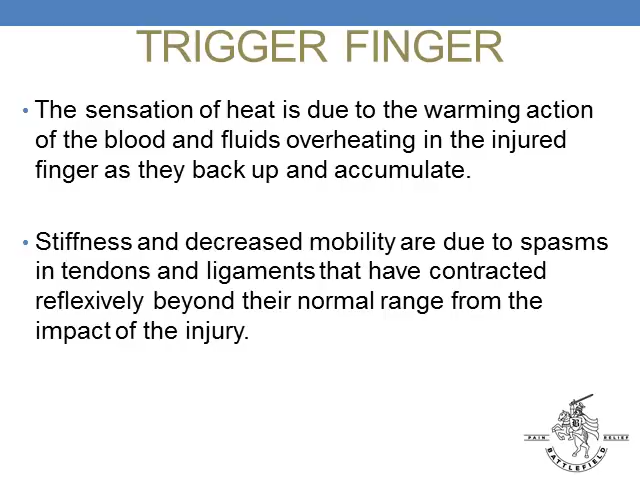 TRIGGER FINGER
• The sensation of heat is due to the warming action
of the blood and fluids overheating in the injured
finger as they back up and accumulate.
• Stiffness and decreased mobility are due to spasms
in tendons and ligaments that have contracted
reflexively beyond their normal range from the
impact of the injury.
B
PAIN RELIEF
BATTLEFIELD